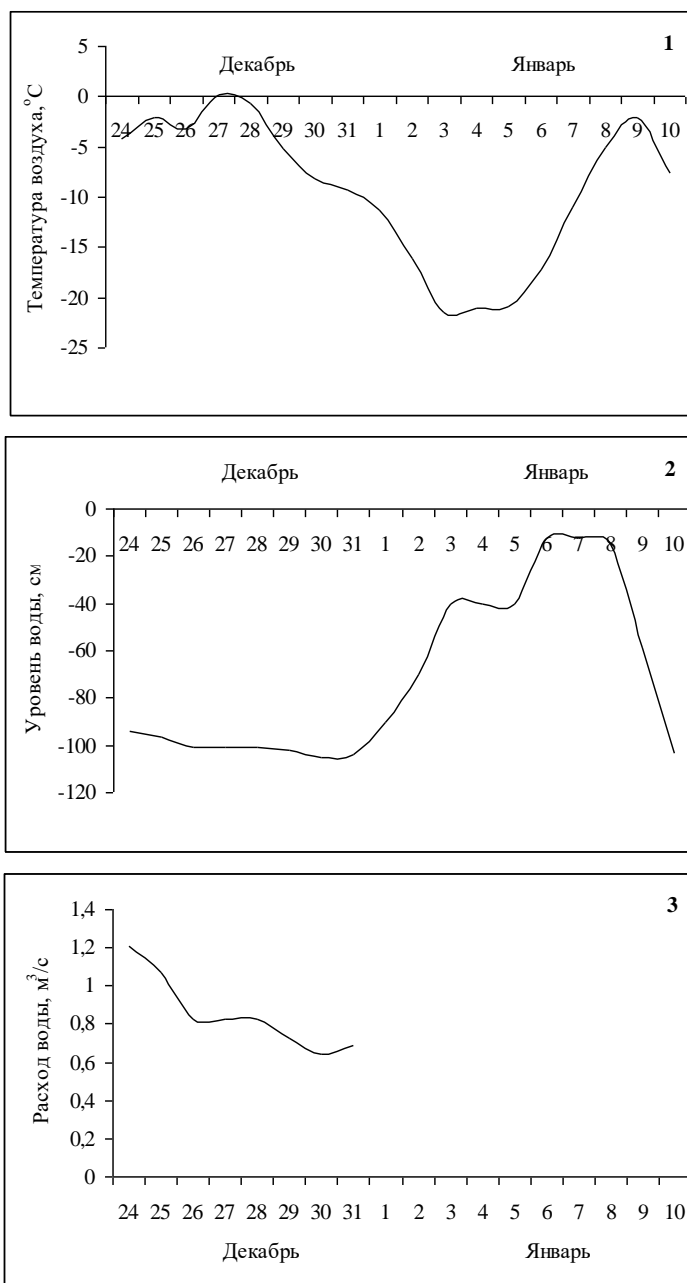 1
5
Декабрь
Январь
0
24 25 26 27 28 29 30 31 1 2 3 4 5 6 7 8 9 10
-5
-10
-15
-20
-25
Температура воздуха,°С
Декабрь
Январь
2
0
24 25 26 27 28 29 30 31 1 2 3 4 5 6 7 8 9 10
-20
-40
-60
-80
-100
-120
Уровень воды, см
3
1,4
1,2
1
0,8
0,6
0,4
0,2
0
Расход воды, м³/с
24 25 26 27 28 29 30 31 1 2 3 4 5 6 7 8 9 10
Декабрь
Январь